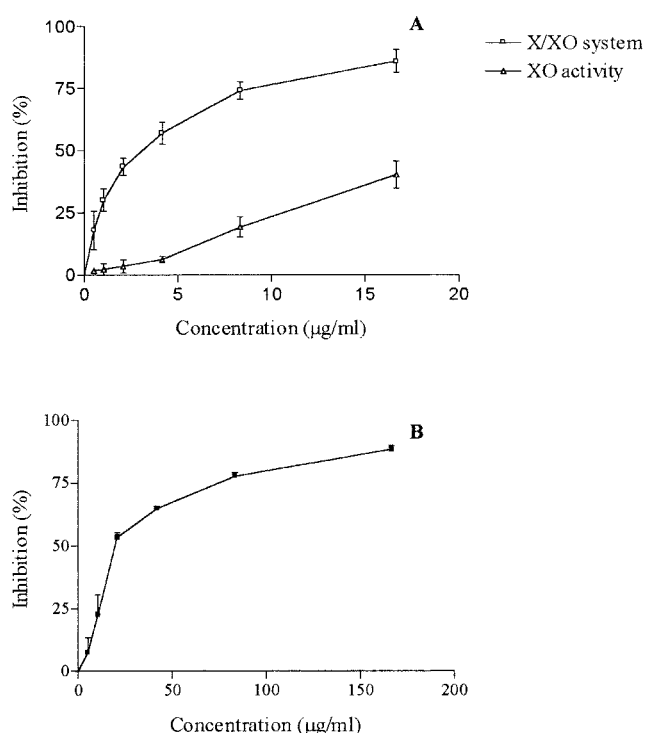 A
X/XO system
XO activity
100
75
50
25
0
Inhibition (%)
0 5 10 15 20
Concentration (μg/ml)
B
100
75
50
25
0
Inhibition (%)
0 50 100 150 200
Concentration (μg/ml)